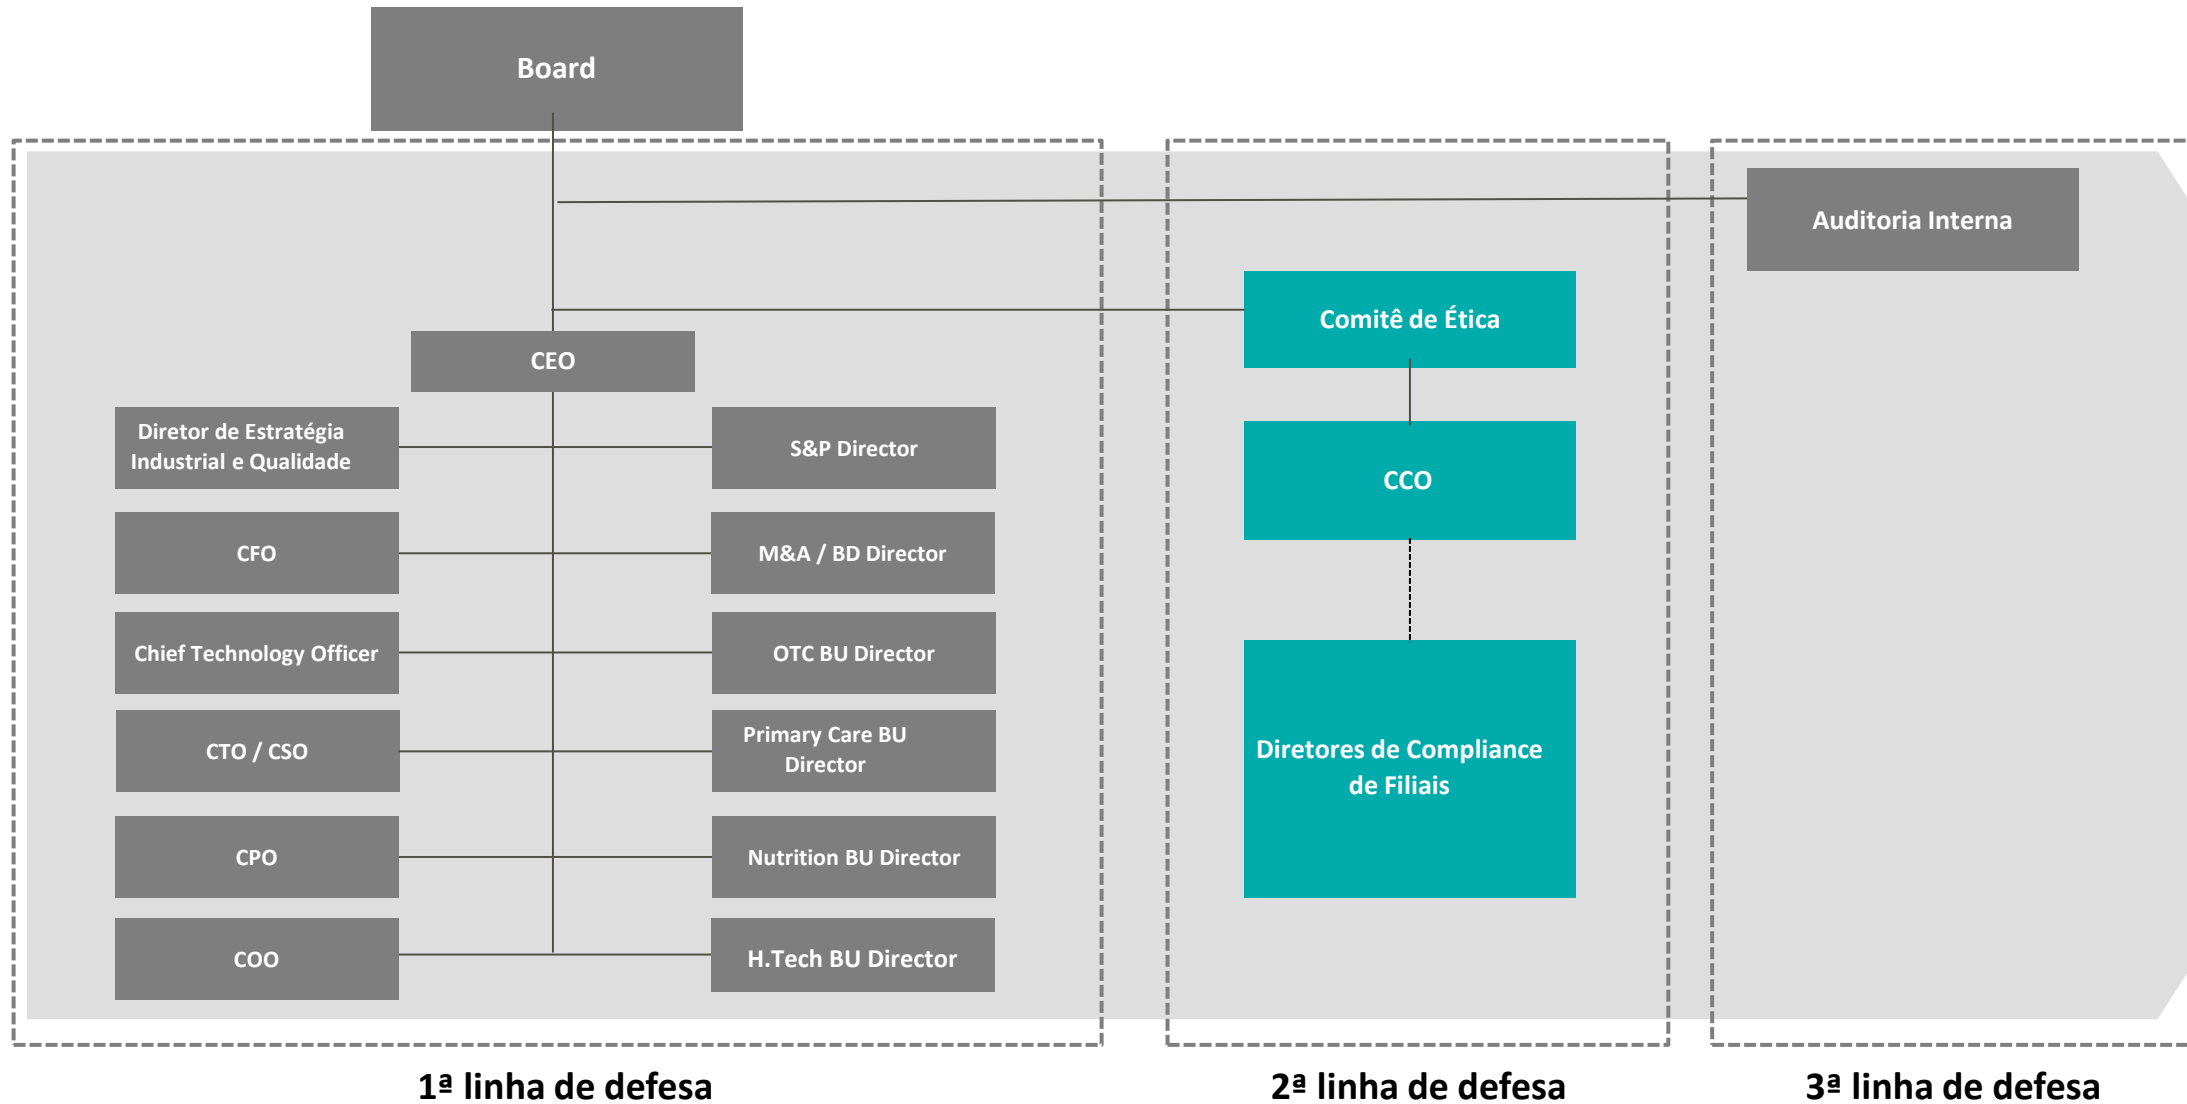 Board
Auditoria Interna
Comitê de Ética
CEO
CCO
Diretor de Estratégia
Industrial e Qualidade
S&P Director
CFO
M&A / BD Director
Chief Technology Officer
OTC BU Director
CTO / CSO
Primary Care BU
Director
CPO
Nutrition BU Director
COO
H.Tech BU Director
Diretores de Compliance
de Filiais
1ª linha de defesa
2ª linha de defesa
3ª linha de defesa